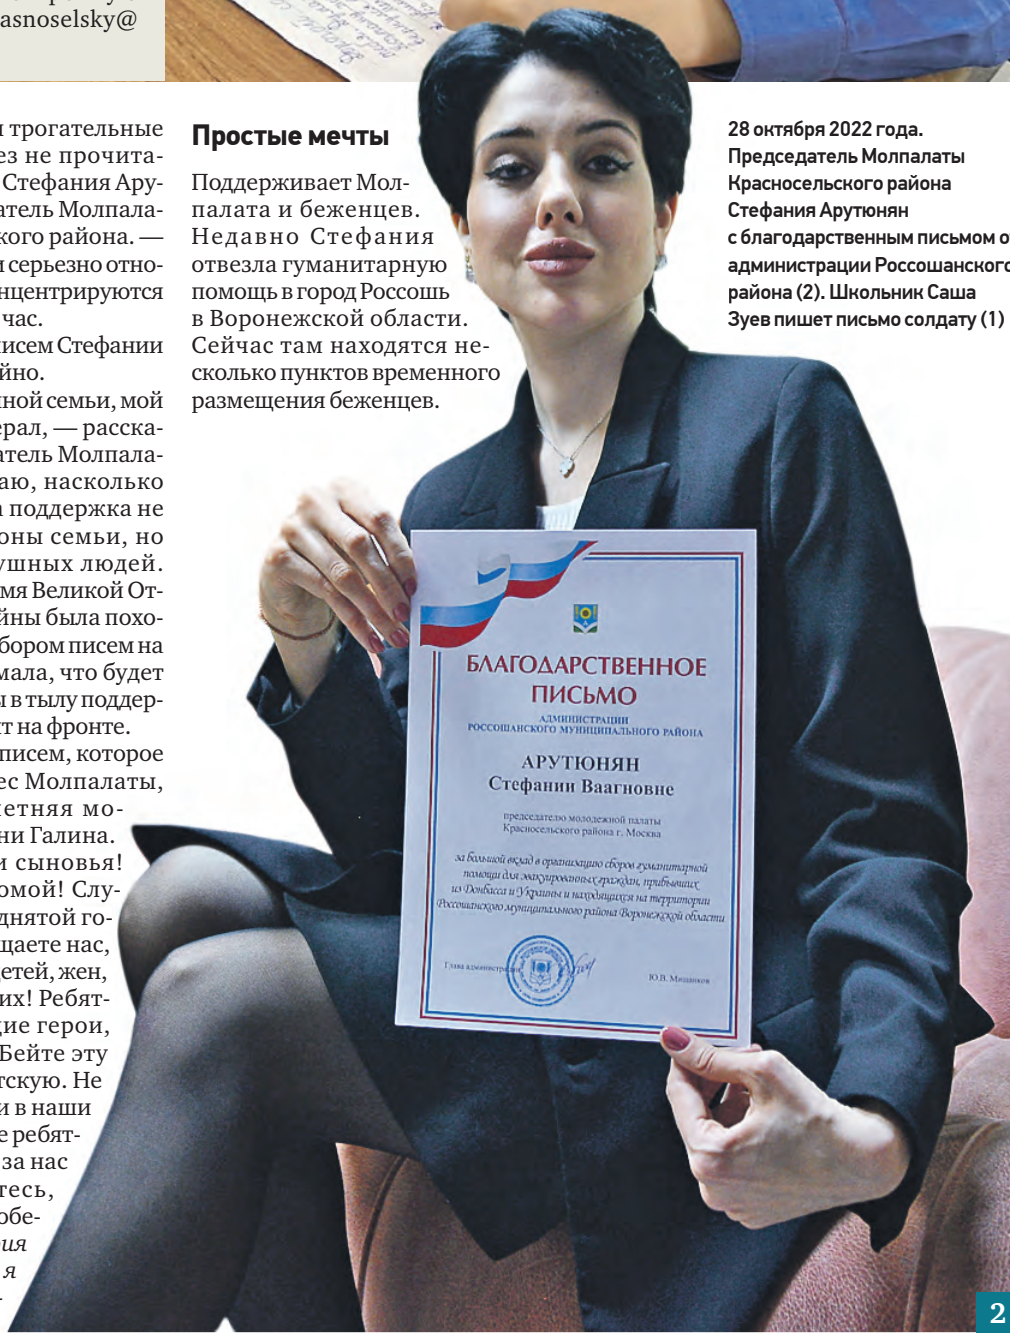 asnoselsky@
трогательные
ез не прочита-
Стефания Ару-
атель Молпала-
кого района. —
и серьезно отно-
нцентрируются
час.
исем Стефании
йно.
ной семьи, мой
ерал, — расска-
атель Молпала-
аю, насколько
а поддержка не
оны семьи, но
ушных людей.
мя Великой От-
йны была похо-
бором писем на
мала, что будет
ы в тылу поддер-
т на фронте.
писем, которое
ес Молпалаты,
летняя мо-
ни Галина.
и сыновья!
омой! Слу-
днятой го-
щаете нас,
детей, жен,
их! Ребят-
щие герои,
Бейте эту
тскую. Не
и в наши
е ребят-
за нас
тесь,
обе-
ия
я
Простые мечты
Поддерживает Мол-
палата и беженцев.
Недавно Стефания
отвезла гуманитарную
помощь в город Россошь
в Воронежской области.
Сейчас там находятся не-
сколько пунктов временного
размещения беженцев.
28 октября 2022 года.
Председатель Молпалаты
Красносельского района
Стефания Арутюнян
с благодарственным письмом о
администрации Россошанского
района (2). Школьник Саша
Зуев пишет письмо солдату (1)
БЛАГОДАРСТВЕННОЕ
ПИСЬМО
АДМИНИСТРАЦИИ
РОССОШАНСКОГО МУНИЦИПАЛЬНОГО РАЙОНА
АРУТЮНЯН
Стефании Ваагновне
председателю молодежной палаты
Красносельского района г. Москва
за большой вклад в организацию сборов гуманитарной
помощи для эвакуированных граждан, прибывших
из Донбасса и Украины и находящихся на территории
Россошанского муниципального района Воронежской области
Глава администрации
Ю.В. Мишанков
2